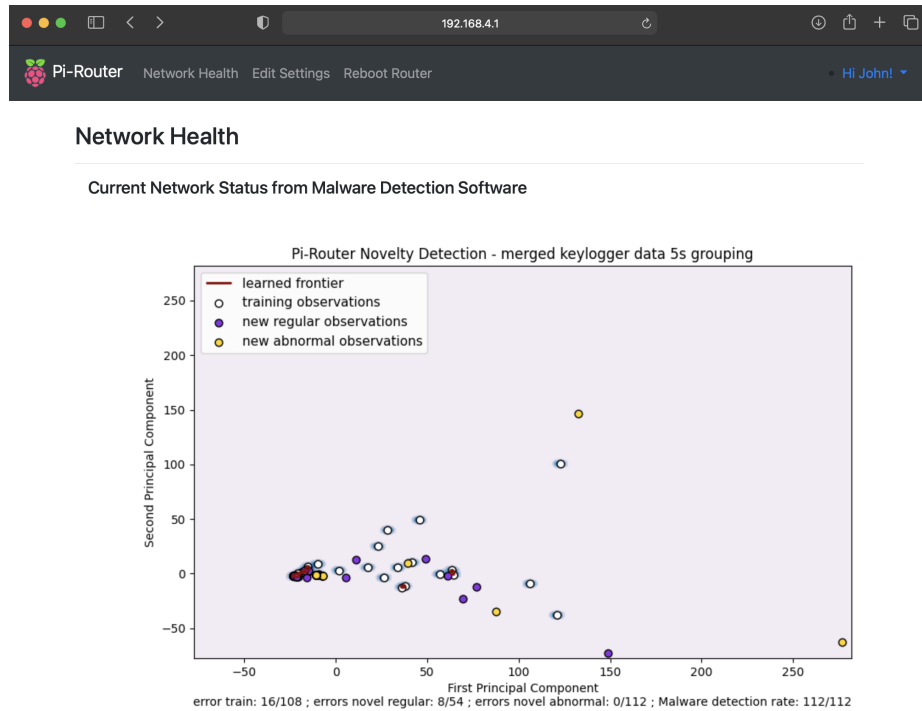 192.168.4.1
Pi-Router Network Health Edit Settings Reboot Router Hi John!
Network Health
Current Network Status from Malware Detection Software
Pi-Router Novelty Detection - merged keylogger data 5s grouping
learned frontier
training observations
new regular observations
new abnormal observations
250
200
150
100
50
0
−50
Second Principal Component
−50 0 50 100 150 200 250
First Principal Component
error train: 16/108 ; errors novel regular: 8/54 ; errors novel abnormal: 0/112 ; Malware detection rate: 112/112